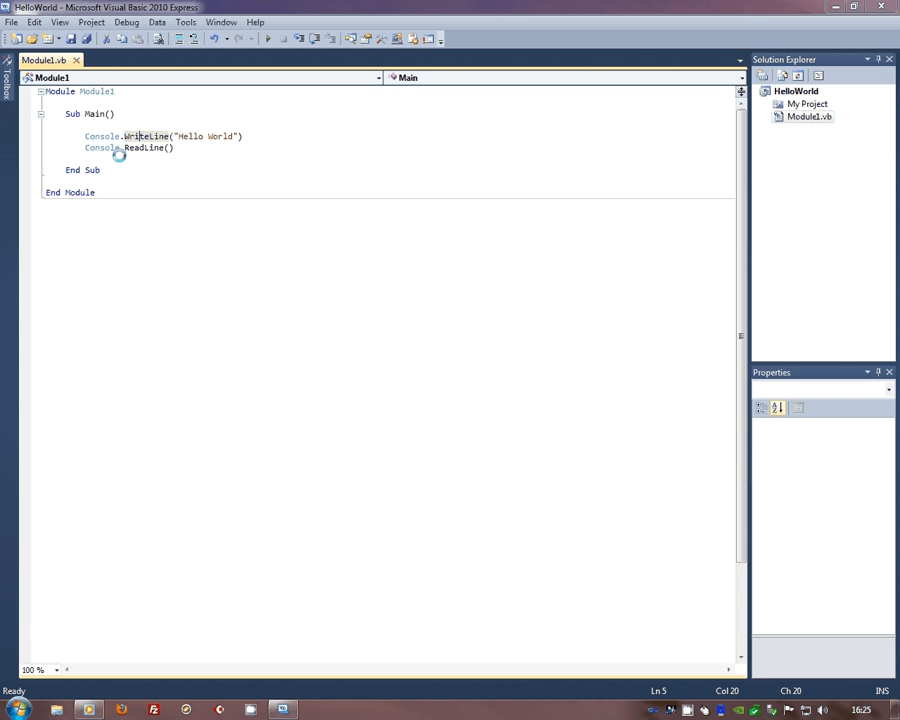 HelloWorld - Microsoft Visual Basic 2010 Express
File Edit View Project Debug Data Tools Window Help
Module1.vb
Solution Explorer
Toolbox
Module1
Main
HelloWorld
My Project
Module1.vb
Module Module1
Sub Main()
Console.WriteLine("Hello World")
Console.ReadLine()
End Sub
End Module
Properties
100 %
Ready
Ln 5
Col 20
Ch 20
INS
16:25